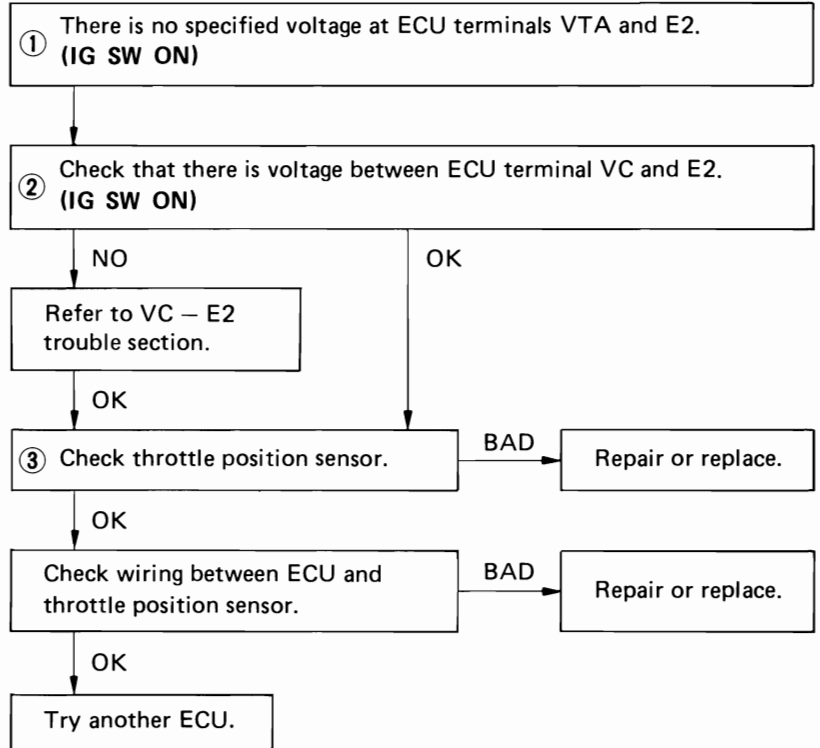 ① There is no specified voltage at ECU terminals VTA and E2.
(IG SW ON)
② Check that there is voltage between ECU terminal VC and E2.
(IG SW ON)
NO
OK
Refer to VC — E2
trouble section.
OK
③ Check throttle position sensor.
BAD
Repair or replace.
OK
Check wiring between ECU and
throttle position sensor.
BAD
Repair or replace.
OK
Try another ECU.